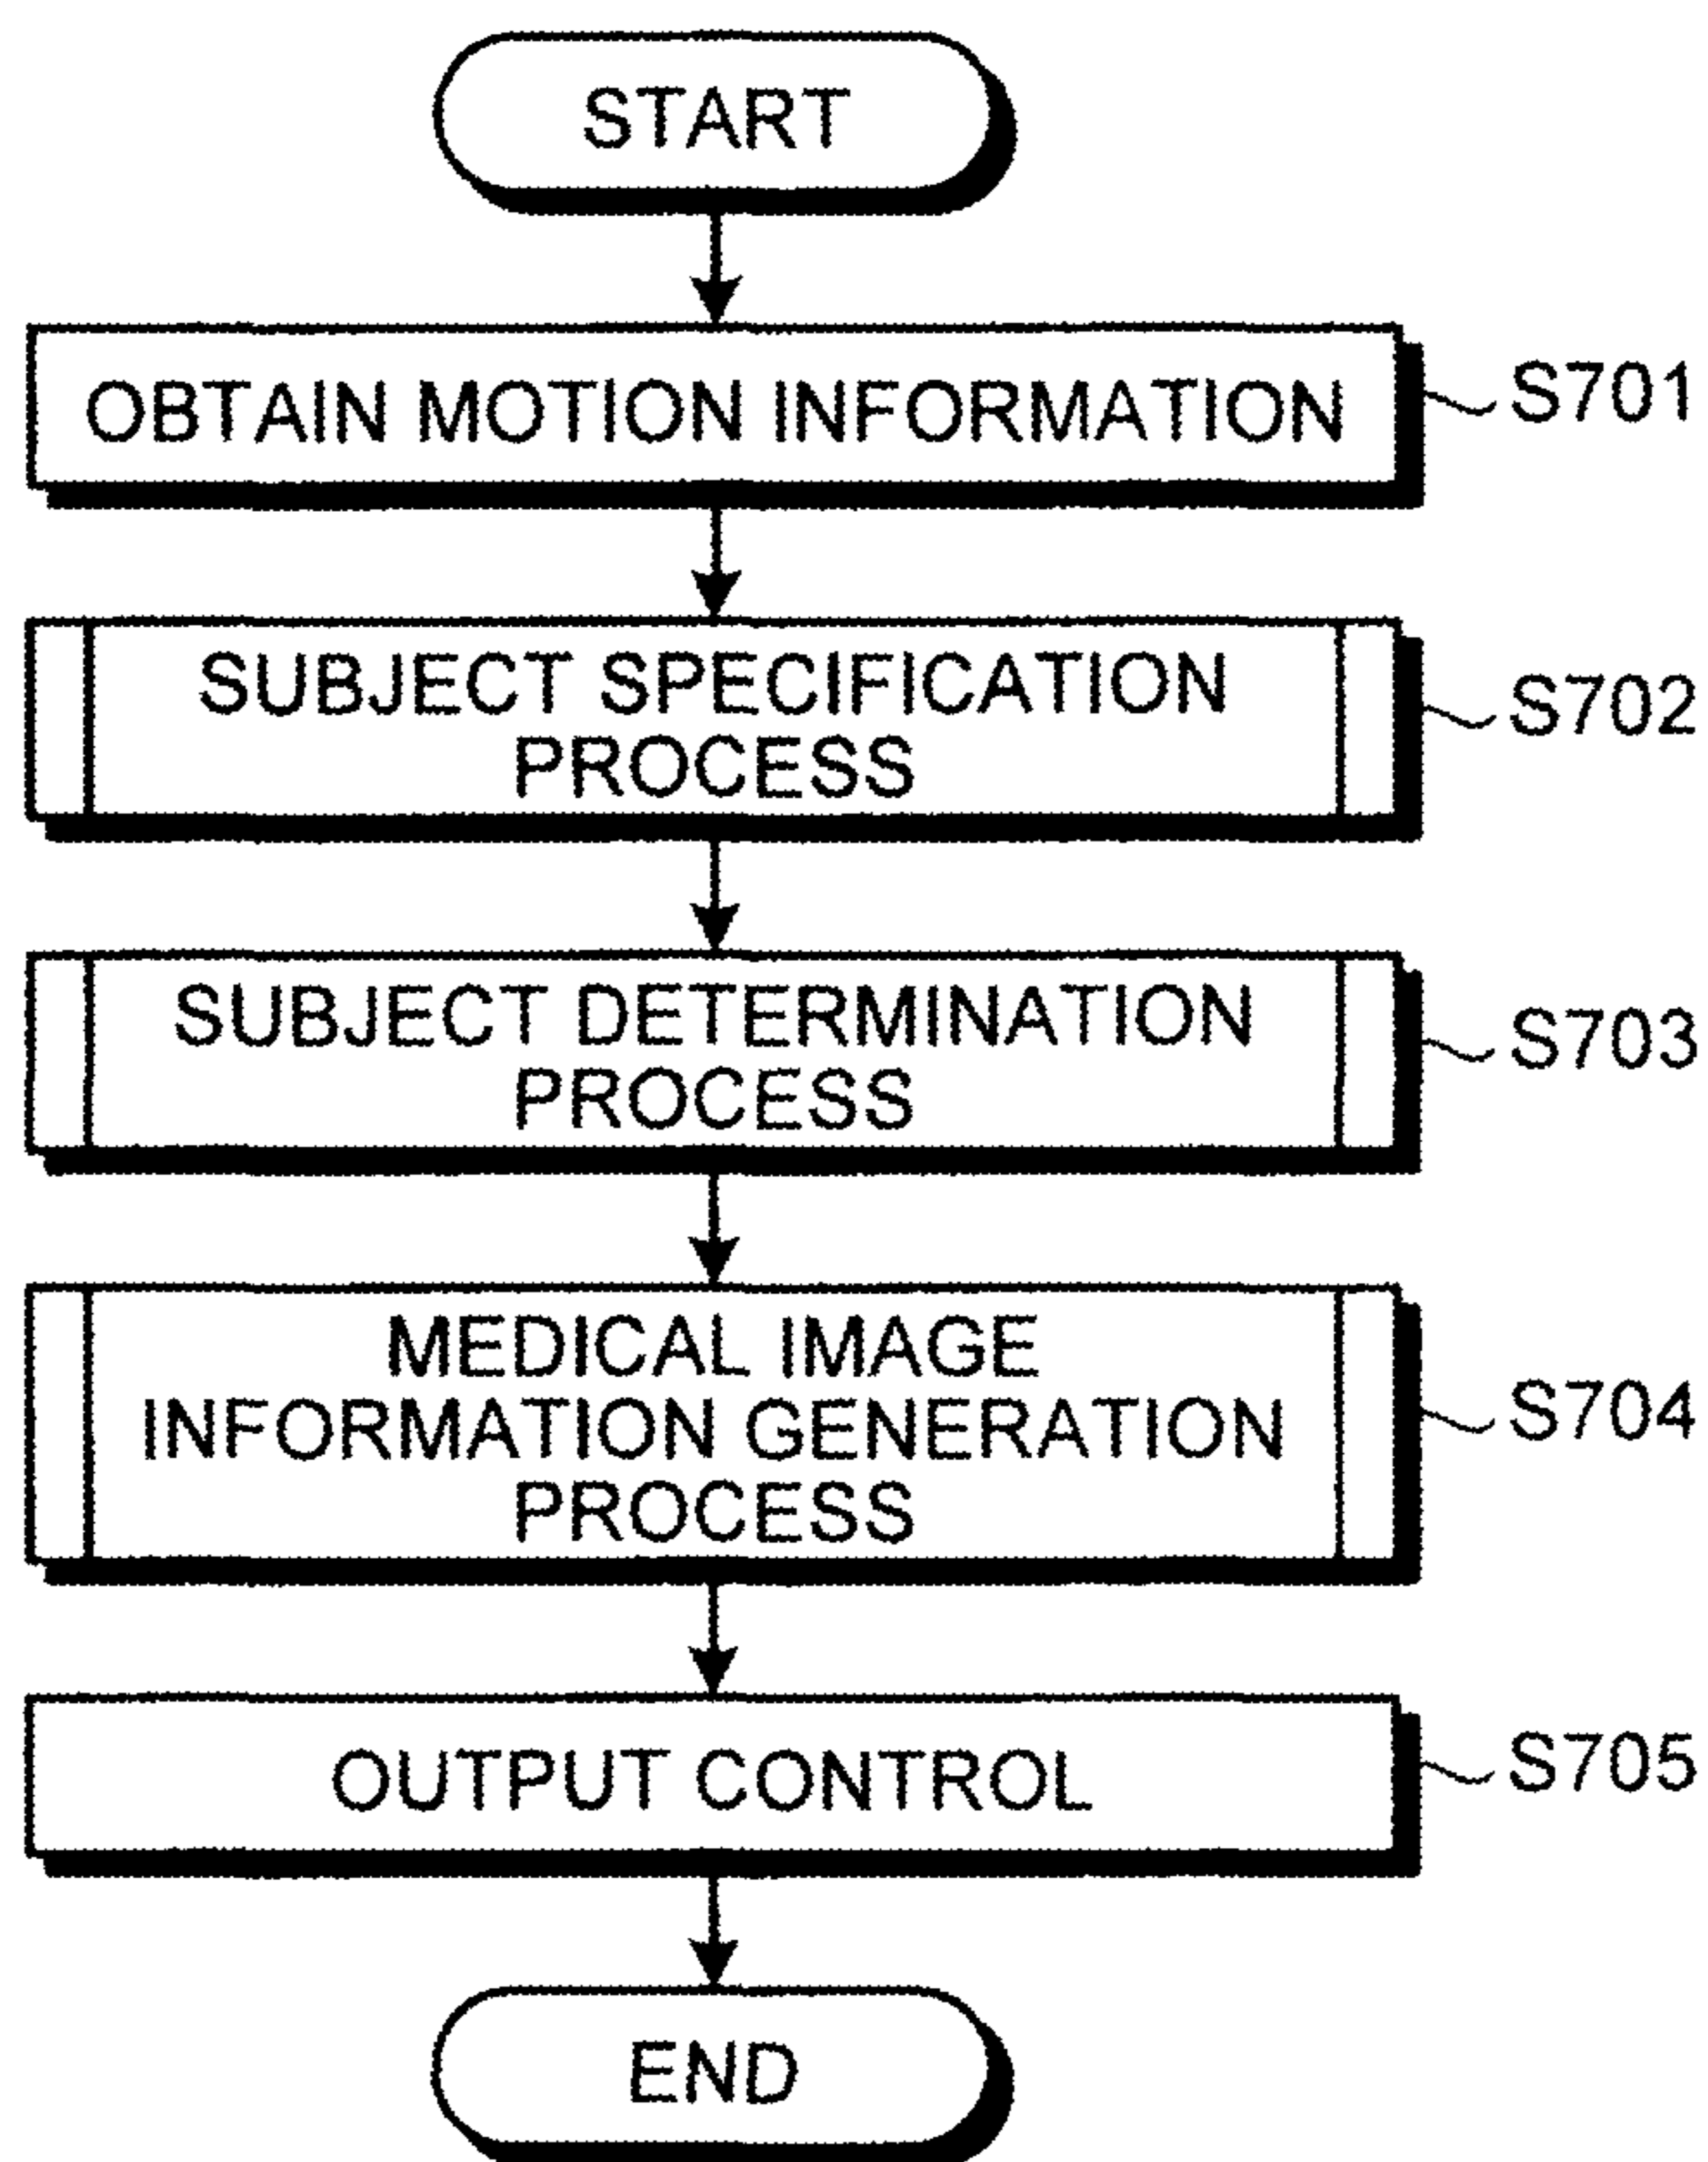 START
OBTAIN MOTION INFORMATION
S701
SUBJECT SPECIFICATION
PROCESS
S702
SUBJECT DETERMINATION
PROCESS
S703
MEDICAL IMAGE
INFORMATION GENERATION
PROCESS
S704
OUTPUT CONTROL
S705
END